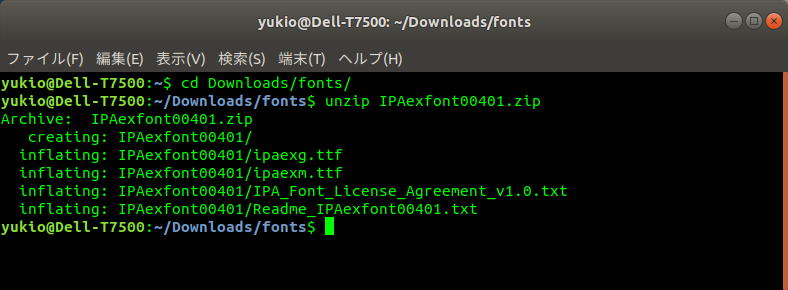 yukio@Dell-T7500: ~/Downloads/fonts
ファイル(F) 編集(E) 表示(V) 検索(S) 端末(T) ヘルプ(H)
yukio@Dell-T7500:~$ cd Downloads/fonts/
yukio@Dell-T7500:~/Downloads/fonts$ unzip IPAexfont00401.zip
Archive:  IPAexfont00401.zip
   creating: IPAexfont00401/
  inflating: IPAexfont00401/ipaexg.ttf
  inflating: IPAexfont00401/ipaexm.ttf
  inflating: IPAexfont00401/IPA_Font_License_Agreement_v1.0.txt
  inflating: IPAexfont00401/Readme_IPAexfont00401.txt
yukio@Dell-T7500:~/Downloads/fonts$